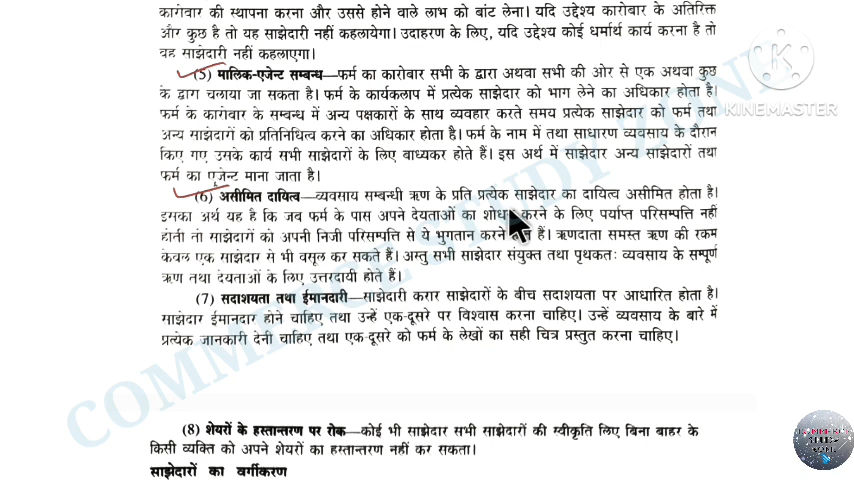 कारोबार की स्थापना करना और उससे होने वाले लाभ को बांट लेना। यदि उद्देश्य कारोबार के अतिरिक्त
और कुछ है तो यह साझेदारी नहीं कहलायेगा। उदाहरण के लिए, यदि उद्देश्य कोई धर्मार्थ कार्य करना है तो
वह साझेदारी नहीं कहलाएगा।
(5) मालिक-एजेन्ट सम्बन्ध—फर्म का कारोबार सभी के द्वारा अथवा सभी की ओर से एक अथवा कुछ
के द्वारा चलाया जा सकता है। फर्म के कार्यकलाप में प्रत्येक साझेदार को भाग लेने का अधिकार होता है।
फर्म के कारोबार के सम्बन्ध में अन्य पक्षकारों के साथ व्यवहार करते समय प्रत्येक साझेदार को फर्म तथा
अन्य साझेदारों को प्रतिनिधित्व करने का अधिकार होता है। फर्म के नाम में तथा साधारण व्यवसाय के दौरान
किए गए उसके कार्य सभी साझेदारों के लिए बाध्यकर होते हैं। इस अर्थ में साझेदार अन्य साझेदारों तथा
फर्म का एजेन्ट माना जाता है।
(6) असीमित दायित्व—व्यवसाय सम्बन्धी ऋण के प्रति प्रत्येक साझेदार का दायित्व असीमित होता है।
इसका अर्थ यह है कि जब फर्म के पास अपने देयताओं का शोधन करने के लिए पर्याप्त परिसम्पत्ति नहीं
होती तो साझेदारों को अपनी निजी परिसम्पत्ति से ये भुगतान करने होते हैं। ऋणदाता समस्त ऋण की रकम
केवल एक साझेदार से भी वसूल कर सकते हैं। अस्तु सभी साझेदार संयुक्त तथा पृथकतः व्यवसाय के सम्पूर्ण
ऋण तथा देयताओं के लिए उत्तरदायी होते हैं।
(7) सदाशयता तथा ईमानदारी—साझेदारी करार साझेदारों के बीच सदाशयता पर आधारित होता है।
साझेदार ईमानदार होने चाहिए तथा उन्हें एक-दूसरे पर विश्वास करना चाहिए। उन्हें व्यवसाय के बारे में
प्रत्येक जानकारी देनी चाहिए तथा एक-दूसरे को फर्म के लेखों का सही चित्र प्रस्तुत करना चाहिए।
(8) शेयरों के हस्तान्तरण पर रोक—कोई भी साझेदार सभी साझेदारों की स्वीकृति लिए बिना बाहर के
किसी व्यक्ति को अपने शेयरों का हस्तान्तरण नहीं कर सकता।
साझेदारों का वर्गीकरण
COMMERCE STUDY ZONE
KINEMASTER
COMMERCE
STUDY
ZONE